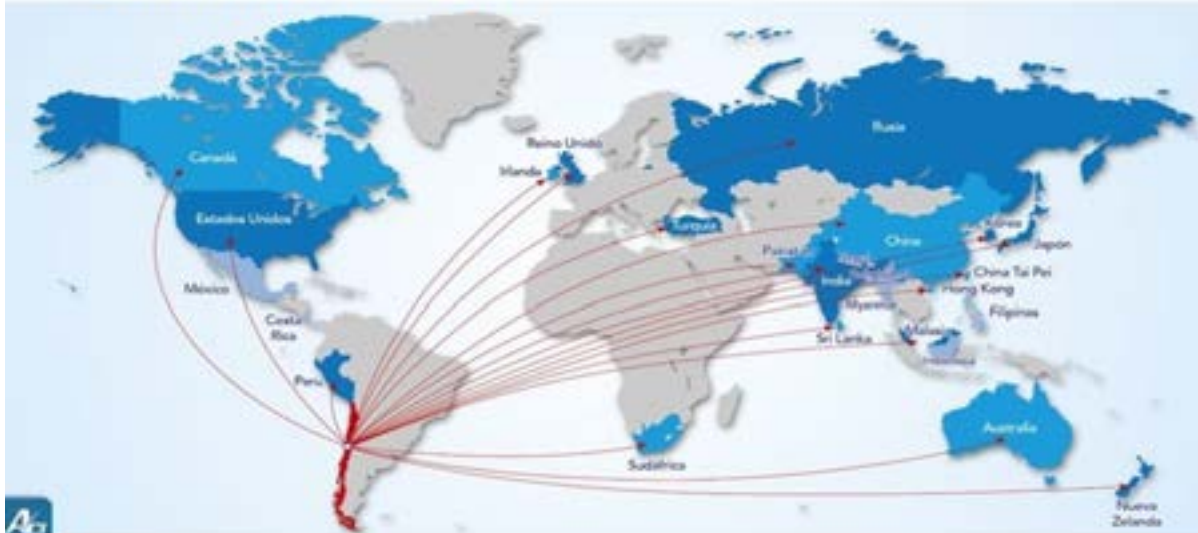 Canadá
Reino Unido
Irlanda
Rusia
Estados Unidos
Turquía
China
Corea
Japón
India
China Tai Pei
Hong Kong
México
Myanmar
Filipinas
Costa
Rica
Sri Lanka
Malasia
Indonesia
Perú
Australia
Sudáfrica
Nueva
Zelanda